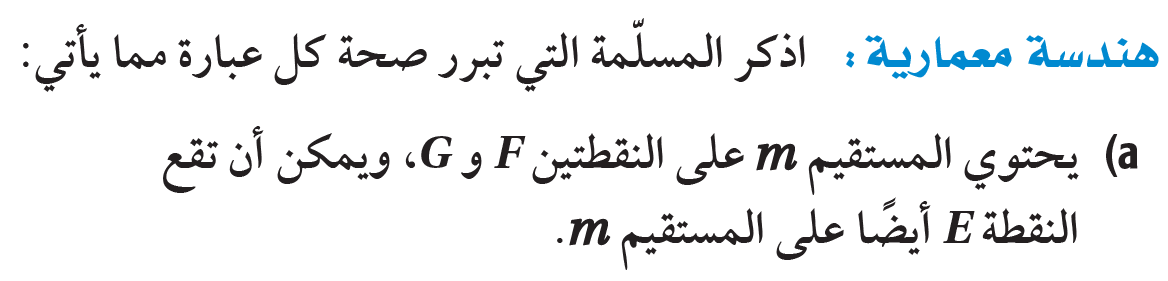 هندسة معمارية : اذكر المسلّمة التي تبرر صحة كل عبارة مما يأتي:
(a يحتوي المستقيم m على النقطتين F و G، ويمكن أن تقع
النقطة E أيضًا على المستقيم m.